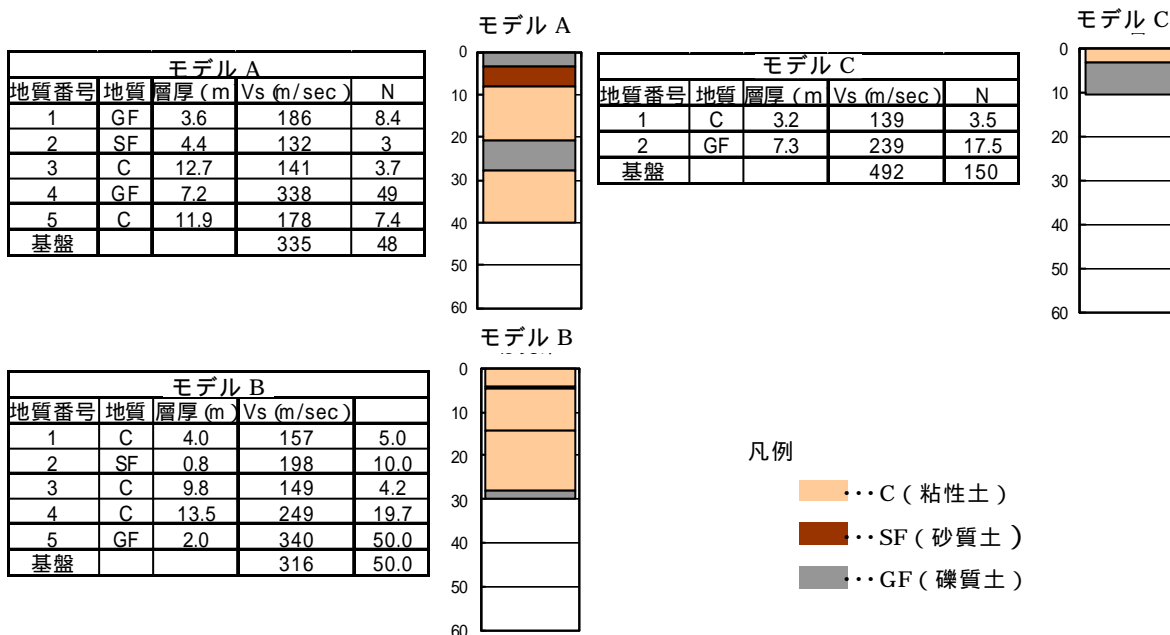 モデル A
地質番号 地質 層厚(m) Vs(m/sec) N
1 GF 3.6 186 8.4
2 SF 4.4 132 3
3 C 12.7 141 3.7
4 GF 7.2 338 49
5 C 11.9 178 7.4
基盤 335 48
モデル A
0
10
20
30
40
50
60
モデル C
地質番号 地質 層厚(m Vs(m/sec) N
1 C 3.2 139 3.5
2 GF 7.3 239 17.5
基盤 492 150
モデル C
0
10
20
30
40
50
60
モデル B
地質番号 地質 層厚(m) Vs(m/sec)
1 C 4.0 157 5.0
2 SF 0.8 198 10.0
3 C 9.8 149 4.2
4 C 13.5 249 19.7
5 GF 2.0 340 50.0
基盤 316 50.0
モデル B
0
10
20
30
40
50
60
凡例
・・・C(粘性土)
・・・SF(砂質土)
・・・GF(礫質土)